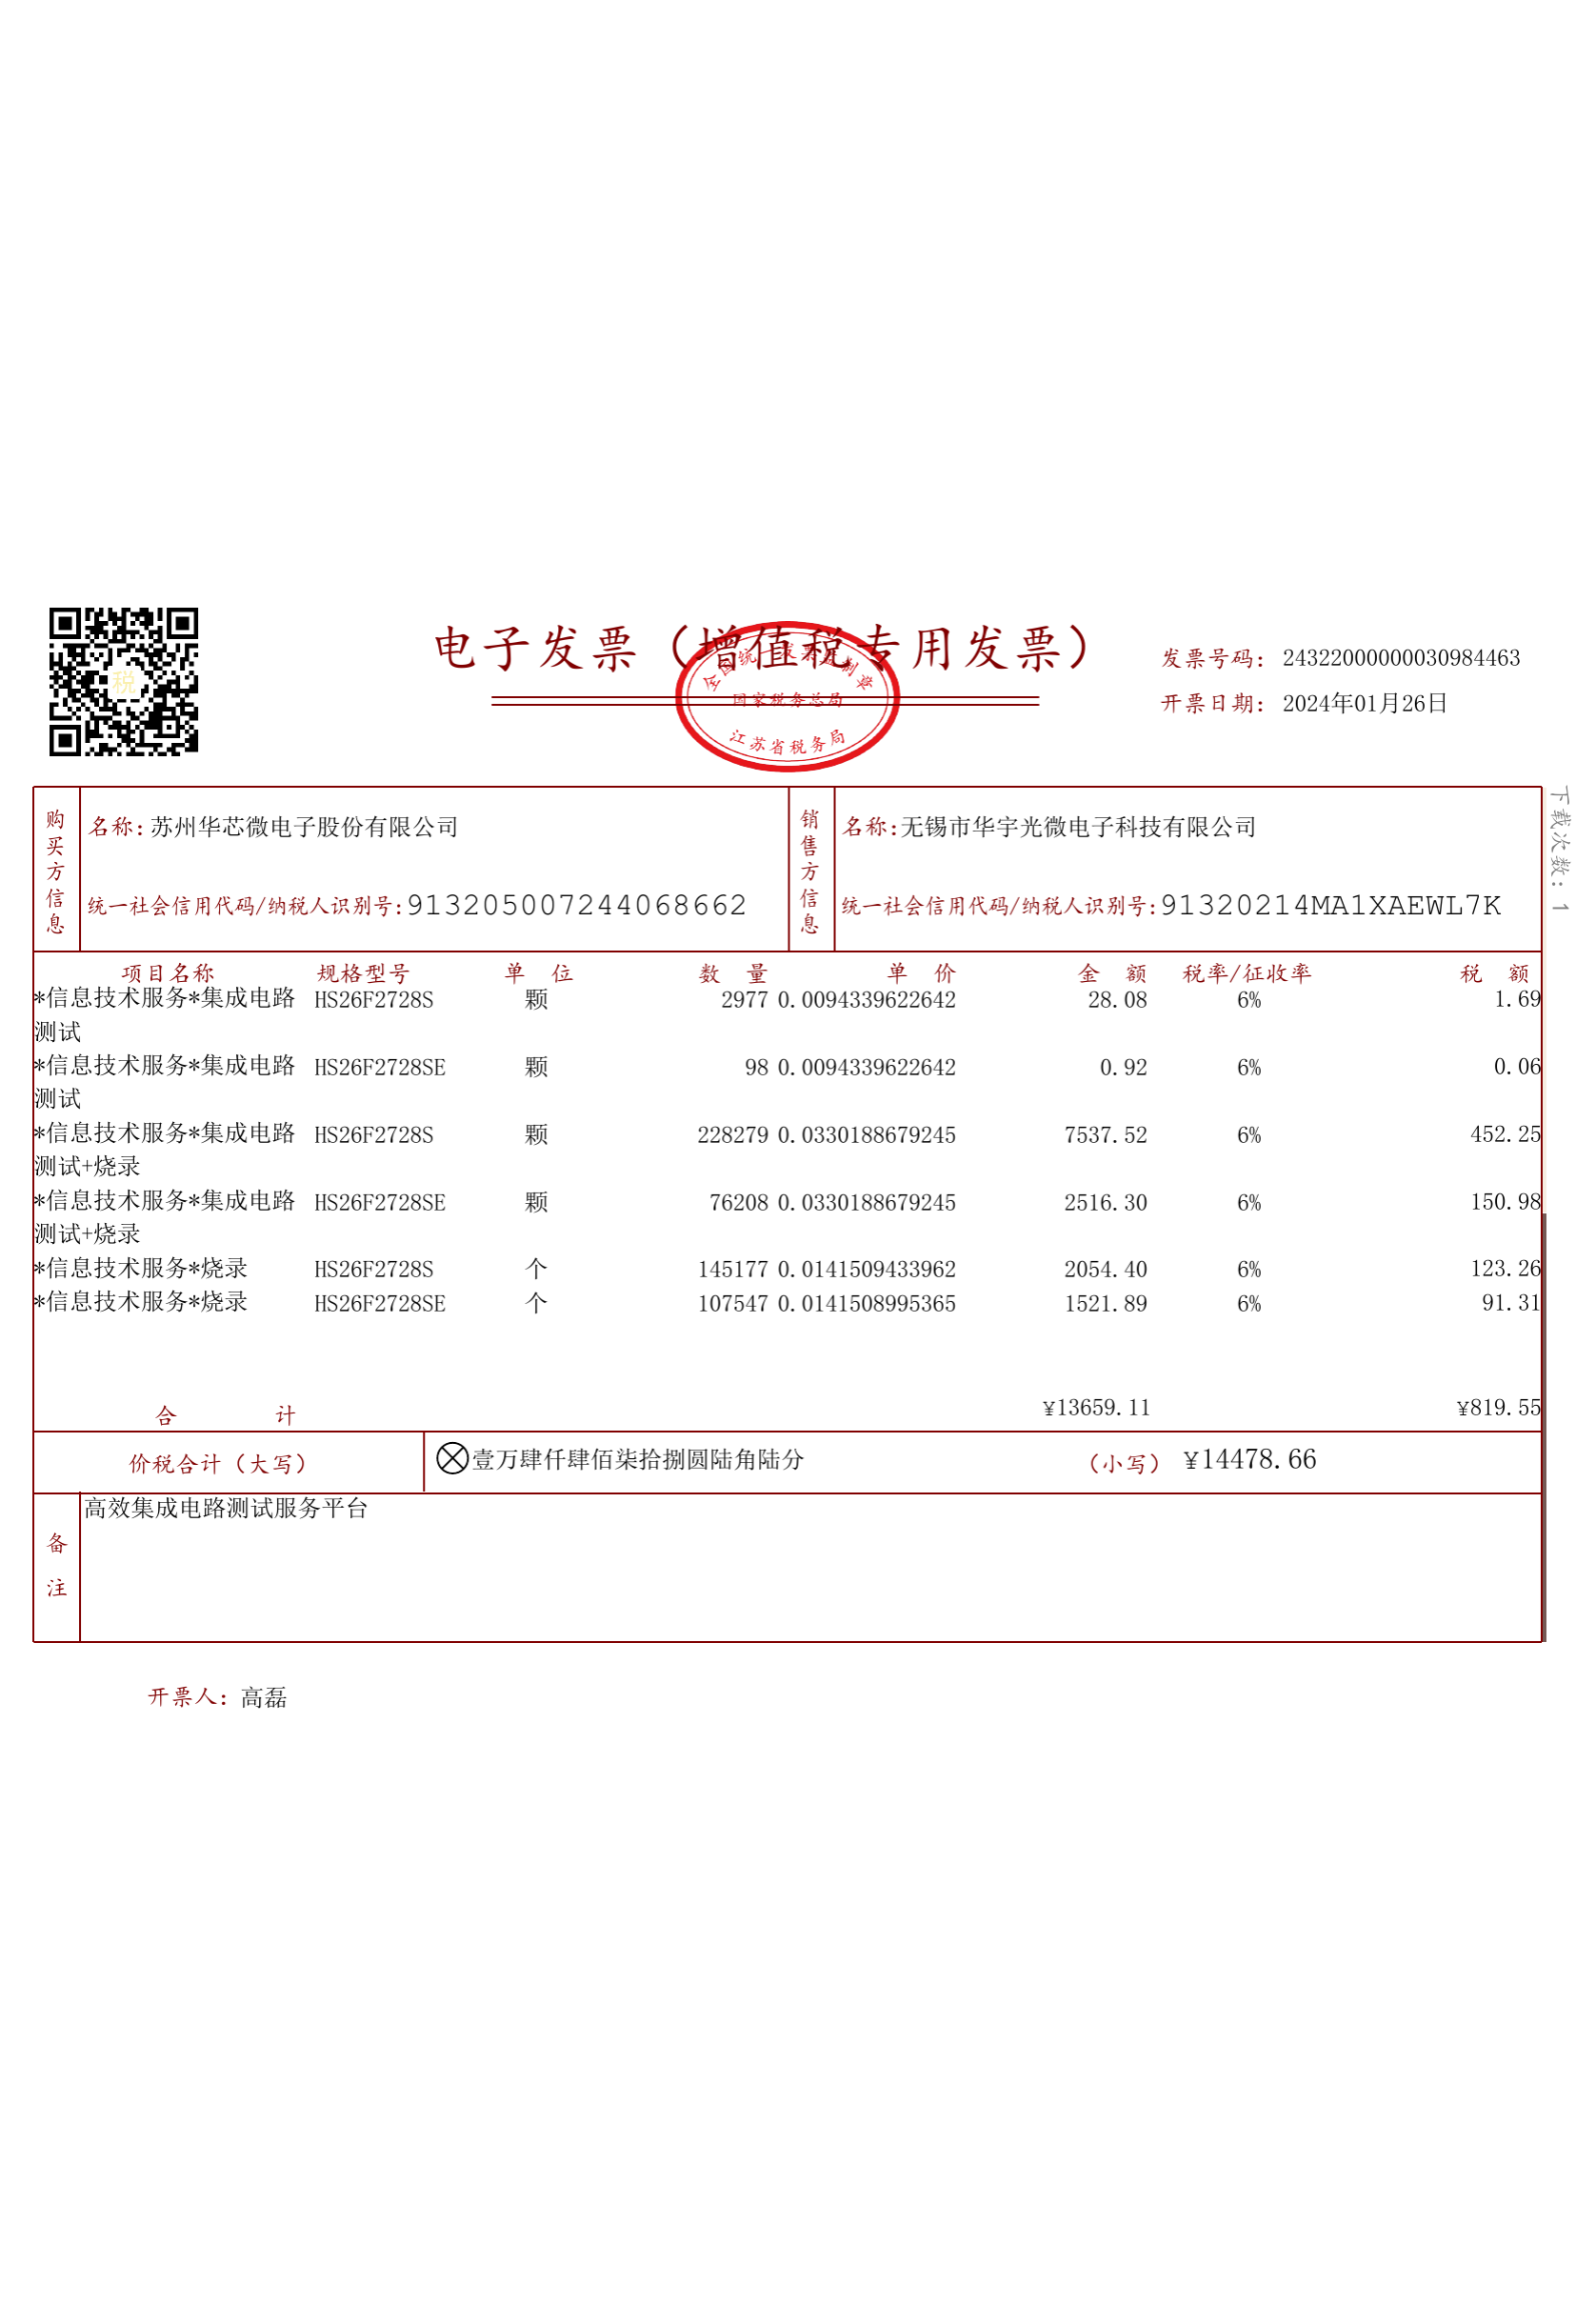 税
电子发票（增值税专用发票）
全国统一发票监制章
国家税务总局
江苏省税务局
发票号码：24322000000030984463
开票日期：2024年01月26日
下载次数：1
购买方信息
名称：苏州华芯微电子股份有限公司
统一社会信用代码/纳税人识别号：913205007244068662
销售方信息
名称：无锡市华宇光微电子科技有限公司
统一社会信用代码/纳税人识别号：91320214MA1XAEWL7K
项目名称 规格型号 单位 数量 单价 金额 税率/征收率 税额
*信息技术服务*集成电路 HS26F2728S 颗 2977 0.0094339622642 28.08 6% 1.69
测试
*信息技术服务*集成电路 HS26F2728SE 颗 98 0.0094339622642 0.92 6% 0.06
测试
*信息技术服务*集成电路 HS26F2728S 颗 228279 0.0330188679245 7537.52 6% 452.25
测试+烧录
*信息技术服务*集成电路 HS26F2728SE 颗 76208 0.0330188679245 2516.30 6% 150.98
测试+烧录
*信息技术服务*烧录 HS26F2728S 个 145177 0.0141509433962 2054.40 6% 123.26
*信息技术服务*烧录 HS26F2728SE 个 107547 0.0141508995365 1521.89 6% 91.31
合计 ¥13659.11 ¥819.55
价税合计（大写） 壹万肆仟肆佰柒拾捌圆陆角陆分 （小写） ¥14478.66
备注
高效集成电路测试服务平台
开票人：高磊